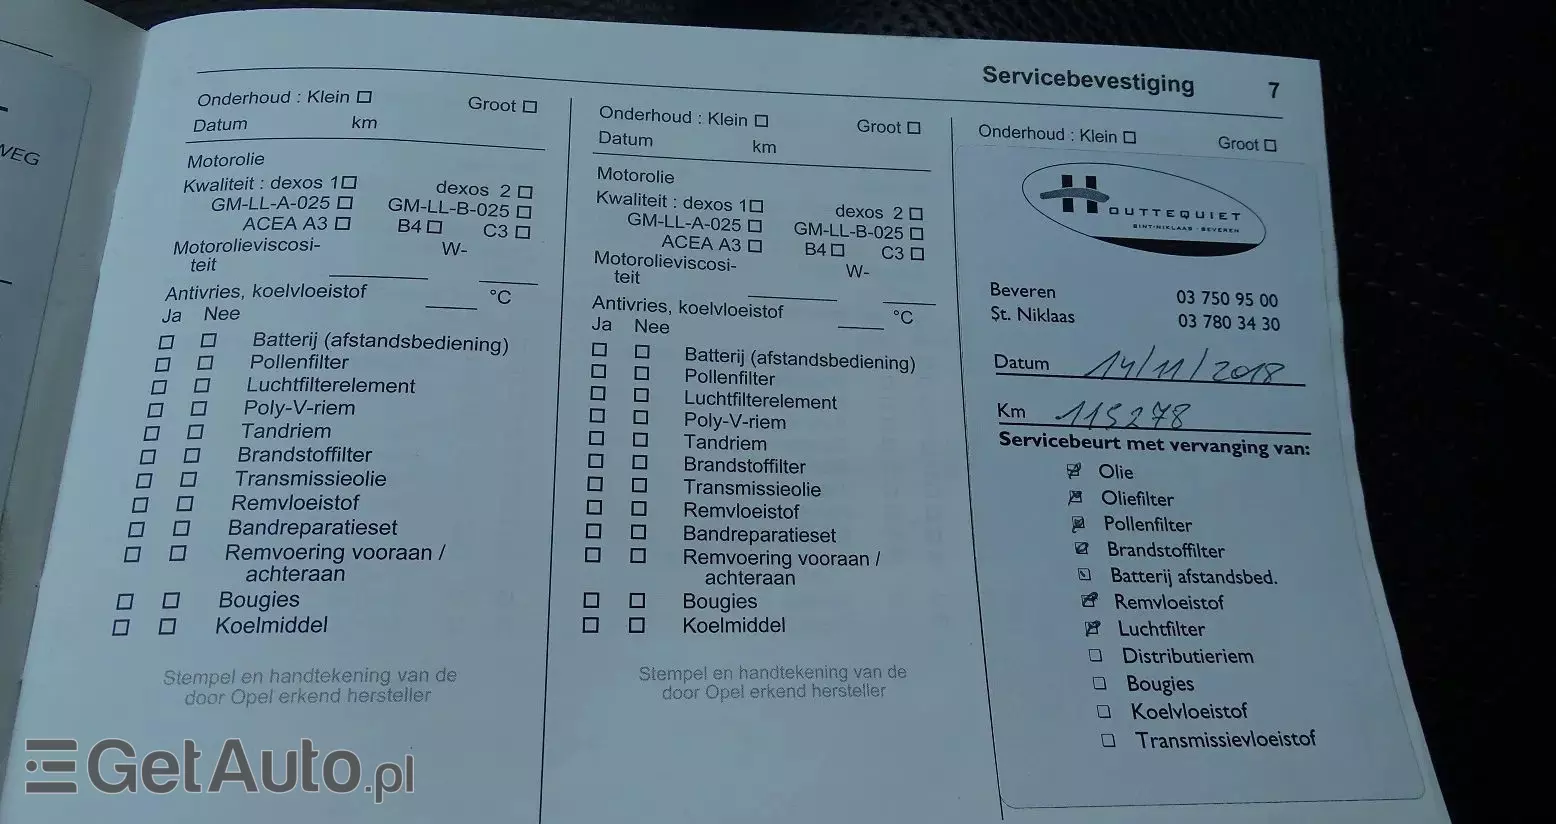 WEG
Servicebevestiging 7
Onderhoud : Klein ☐ Groot ☐
Datum km
Motorolie
Kwaliteit : dexos 1☐ dexos 2 ☐
GM-LL-A-025 ☐ GM-LL-B-025 ☐
ACEA A3 ☐ B4 ☐ C3 ☐
Motorolieviscosi- W-
teit
Antivries, koelvloeistof °C
Ja Nee
☐ ☐ Batterij (afstandsbediening)
☐ ☐ Pollenfilter
☐ ☐ Luchtfilterelement
☐ ☐ Poly-V-riem
☐ ☐ Tandriem
☐ ☐ Brandstoffilter
☐ ☐ Transmissieolie
☐ ☐ Remvloeistof
☐ ☐ Bandreparatieset
☐ ☐ Remvoering vooraan /
achteraan
☐ ☐ Bougies
☐ ☐ Koelmiddel
Stempel en handtekening van de
door Opel erkend hersteller
Onderhoud : Klein ☐ Groot ☐
Datum km
Motorolie
Kwaliteit : dexos 1☐ dexos 2 ☐
GM-LL-A-025 ☐ GM-LL-B-025 ☐
ACEA A3 ☐ B4 ☐ C3 ☐
Motorolieviscosi- W-
teit
Antivries, koelvloeistof °C
Ja Nee
☐ ☐ Batterij (afstandsbediening)
☐ ☐ Pollenfilter
☐ ☐ Luchtfilterelement
☐ ☐ Poly-V-riem
☐ ☐ Tandriem
☐ ☐ Brandstoffilter
☐ ☐ Transmissieolie
☐ ☐ Remvloeistof
☐ ☐ Bandreparatieset
☐ ☐ Remvoering vooraan /
achteraan
☐ ☐ Bougies
☐ ☐ Koelmiddel
Stempel en handtekening van de
door Opel erkend hersteller
Onderhoud : Klein ☐ Groot ☐
HOUTTEQUIET
SINT-NIKLAAS - BEVEREN
Beveren 03 750 95 00
St. Niklaas 03 780 34 30
Datum 14/11/2018
Km 115278
Servicebeurt met vervanging van:
☑ Olie
☑ Oliefilter
☑ Pollenfilter
☑ Brandstoffilter
☑ Batterij afstandsbed.
☑ Remvloeistof
☑ Luchtfilter
☐ Distributieriem
☐ Bougies
☐ Koelvloeistof
☐ Transmissievloeistof
GetAuto.pl